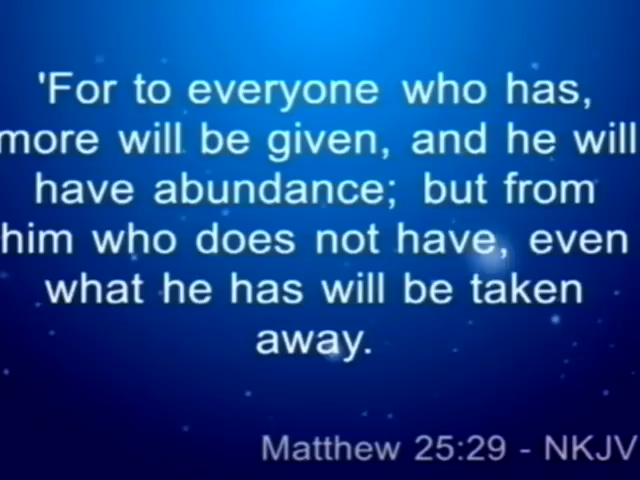 'For to everyone who has,
more will be given, and he will
have abundance; but from
him who does not have, even
what he has will be taken
away.
Matthew 25:29 - NKJV